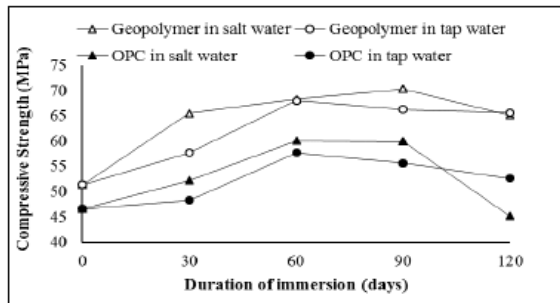 Geopolymer in salt water Geopolymer in tap water
OPC in salt water OPC in tap water
Compressive Strength (MPa)
75
70
65
60
55
50
45
40
0 30 60 90 120
Duration of immersion (days)